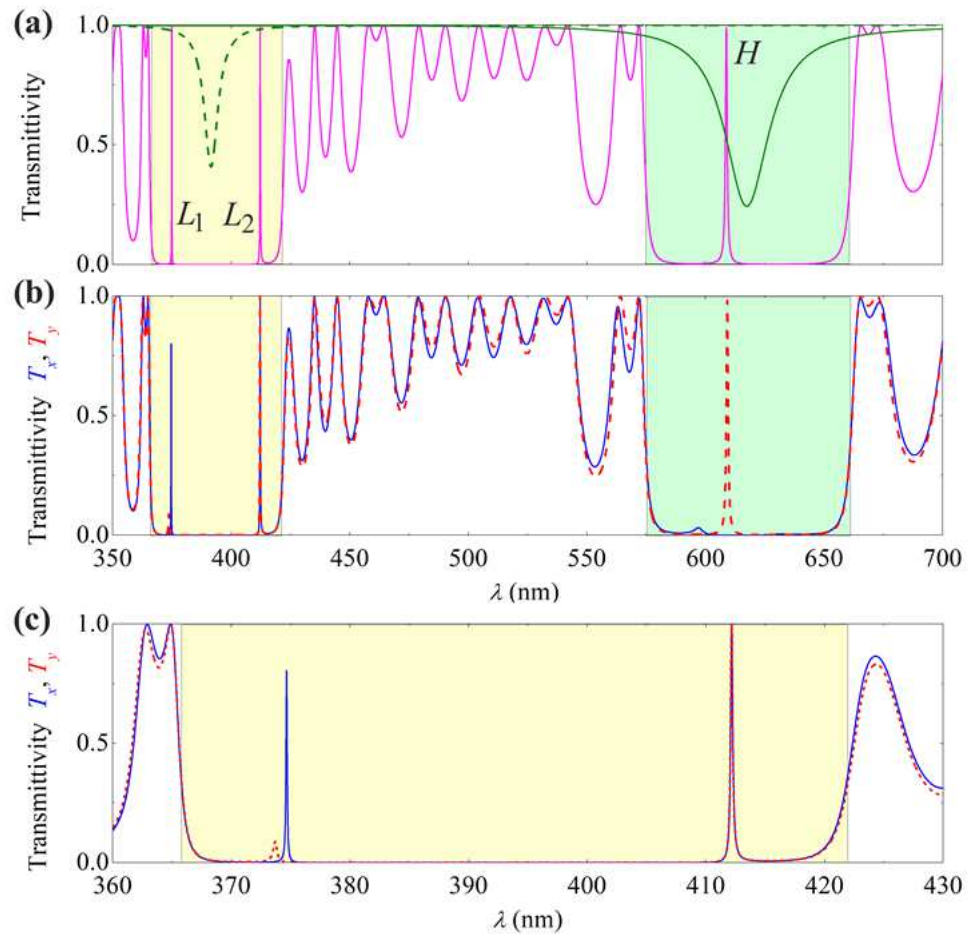 (a)
Transmittivity
1.0
0.5
0.0
L1 L2
H
(b)
Transmittivity Tx, Ty
1.0
0.5
0.0
350 400 450 500 550 600 650 700
λ (nm)
(c)
Transmittivity Tx, Ty
1.0
0.5
0.0
360 370 380 390 400 410 420 430
λ (nm)